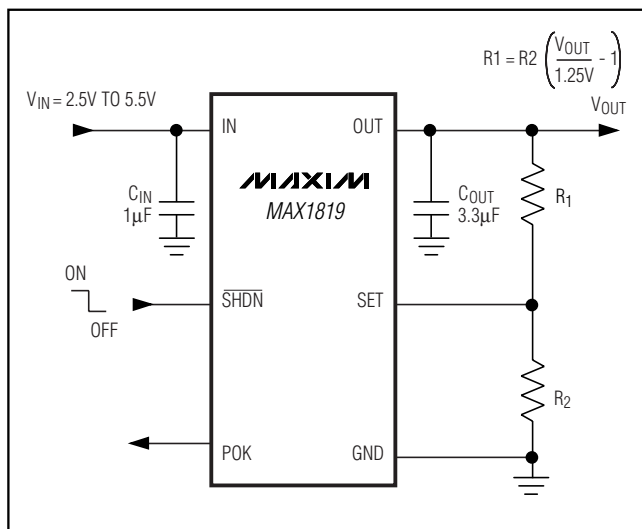 R1 = R2 (VOUT / 1.25V - 1)
VIN = 2.5V TO 5.5V
VOUT
IN
OUT
MAXIM
MAX1819
CIN
1µF
COUT
3.3µF
R1
ON
OFF
SHDN
SET
R2
POK
GND